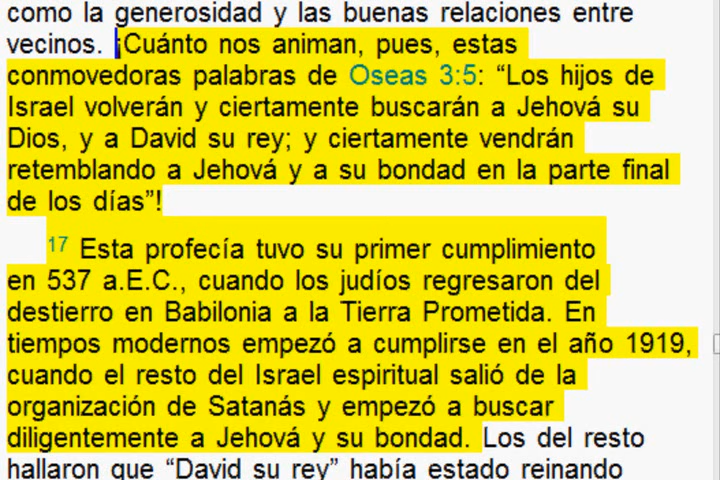 como la generosidad y las buenas relaciones entre
vecinos. ¡Cuánto nos animan, pues, estas
conmovedoras palabras de Oseas 3:5: “Los hijos de
Israel volverán y ciertamente buscarán a Jehová su
Dios, y a David su rey; y ciertamente vendrán
retemblando a Jehová y a su bondad en la parte final
de los días”!
17 Esta profecía tuvo su primer cumplimiento
en 537 a.E.C., cuando los judíos regresaron del
destierro en Babilonia a la Tierra Prometida. En
tiempos modernos empezó a cumplirse en el año 1919,
cuando el resto del Israel espiritual salió de la
organización de Satanás y empezó a buscar
diligentemente a Jehová y su bondad. Los del resto
hallaron que “David su rey” había estado reinando